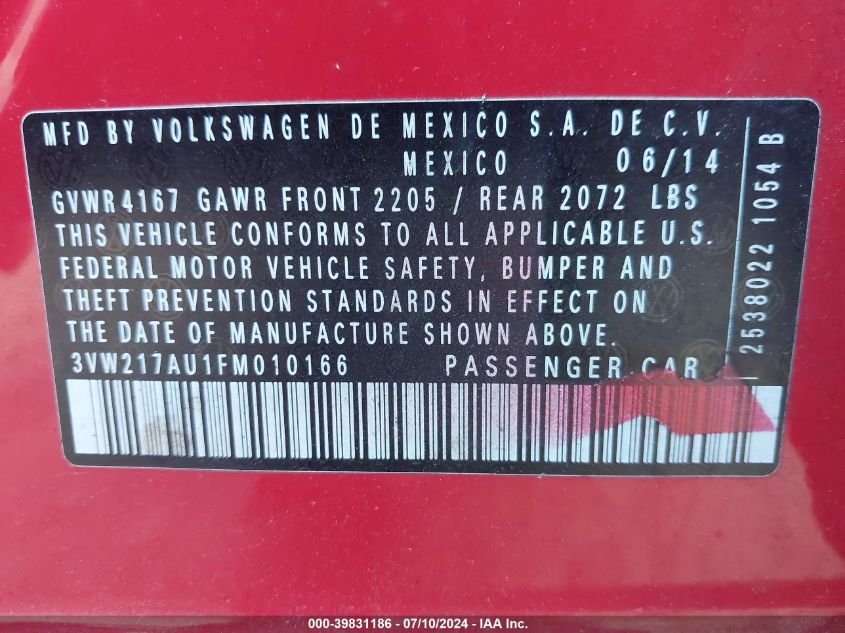 MFD BY VOLKSWAGEN DE MEXICO S.A. DE C.V.
MEXICO 06/14
GVWR4167 GAWR FRONT 2205 / REAR 2072 LBS
THIS VEHICLE CONFORMS TO ALL APPLICABLE U.S.
FEDERAL MOTOR VEHICLE SAFETY, BUMPER AND
THEFT PREVENTION STANDARDS IN EFFECT ON
THE DATE OF MANUFACTURE SHOWN ABOVE.
3VW217AU1FM010166 PASSENGER CAR
2538022 1054 B
000-39831186 - 07/10/2024 - IAA Inc.